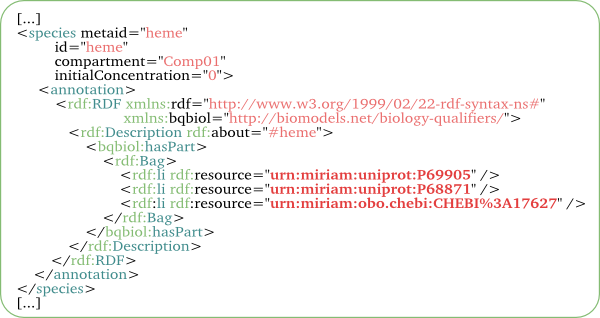 [...]
<species metaid="heme"
id="heme"
compartment="Comp01"
initialConcentration="0">
<annotation>
<rdf:RDF xmlns:rdf="http://www.w3.org/1999/02/22-rdf-syntax-ns#"
xmlns:bqbiol="http://biomodels.net/biology-qualifiers/">
<rdf:Description rdf:about="#heme">
<bqbiol:hasPart>
<rdf:Bag>
<rdf:li rdf:resource="urn:miriam:uniprot:P69905" />
<rdf:li rdf:resource="urn:miriam:uniprot:P68871" />
<rdf:li rdf:resource="urn:miriam:obo.chebi:CHEBI%3A17627" />
</rdf:Bag>
</bqbiol:hasPart>
</rdf:Description>
</rdf:RDF>
</annotation>
</species>
[...]